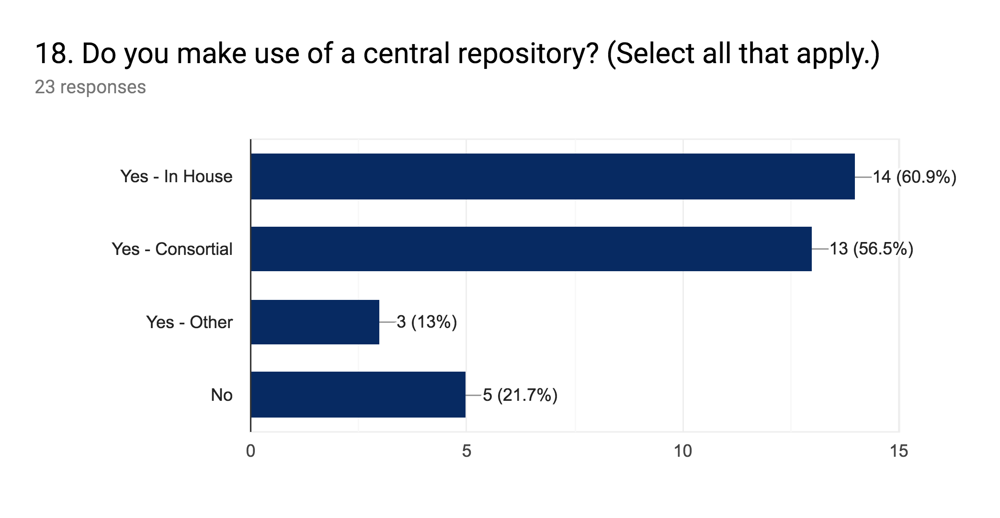 18. Do you make use of a central repository? (Select all that apply.)
23 responses
Yes - In House
14 (60.9%)
Yes - Consortial
13 (56.5%)
Yes - Other
3 (13%)
No
5 (21.7%)
0
5
10
15